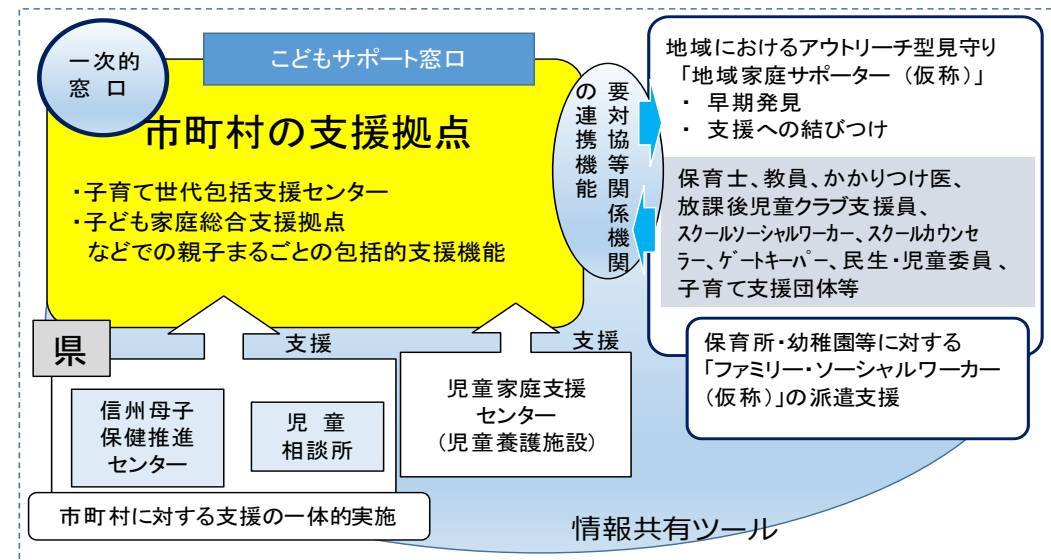 一次的
窓 口
こどもサポート窓口
市町村の支援拠点
・子育て世代包括支援センター
・子ども家庭総合支援拠点
などでの親子まるごとの包括的支援機能
要対協等関係機関
の連携機能
地域におけるアウトリーチ型見守り
「地域家庭サポーター（仮称）」
・ 早期発見
・ 支援への結びつけ
保育士、教員、かかりつけ医、
放課後児童クラブ支援員、
スクールソーシャルワーカー、スクールカウンセ
ラー、ゲートキーパー、民生・児童委員、
子育て支援団体等
保育所・幼稚園等に対する
「ファミリー・ソーシャルワーカー
（仮称）」の派遣支援
県
支援
支援
信州母子
保健推進
センター
児 童
相談所
児童家庭支援
センター
（児童養護施設）
市町村に対する支援の一体的実施
情報共有ツール